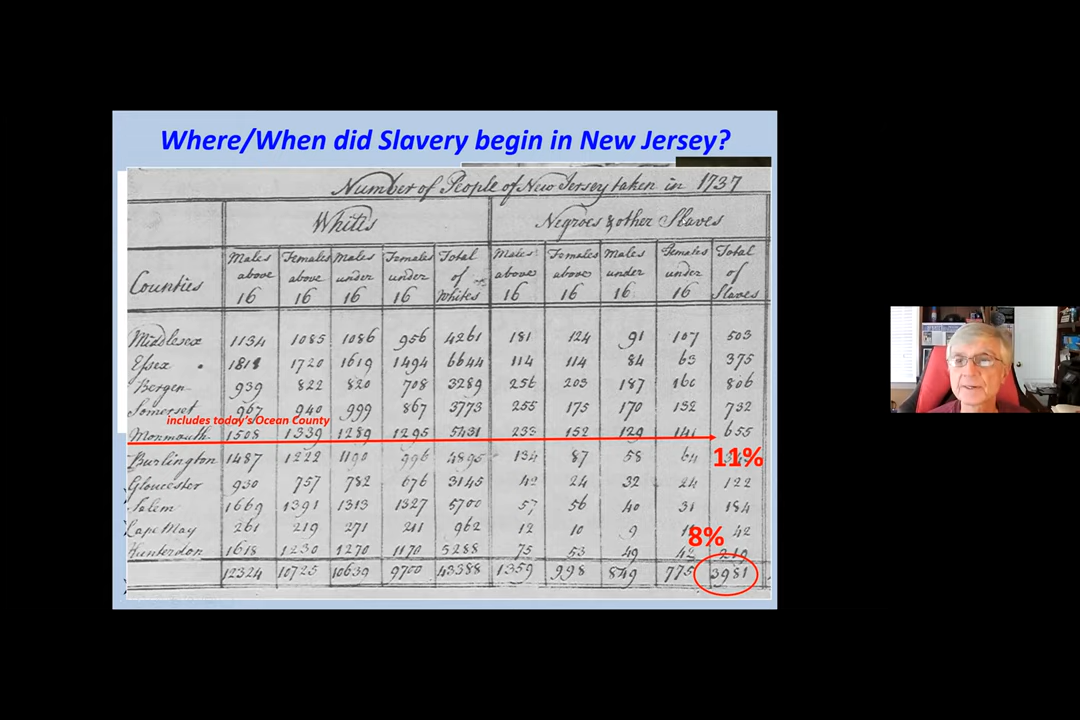 Where/When did Slavery begin in New Jersey?
Number of People of New Jersey taken in 1737
Whites Negroes & other Slaves
Counties Males above 16 Females above 16 Males under 16 Females under 16 Total of Whites Males above 16 Females above 16 Males under 16 Females under 16 Total of Slaves
Middlesex 1134 1085 1086 956 4261 181 124 91 107 503
Essex 1818 1720 1619 1494 6644 114 114 84 63 375
Bergen 939 822 820 708 3289 256 203 187 160 806
Somerset 967 940 999 867 3773 255 175 170 132 732
includes today's Ocean County
Monmouth 1508 1339 1289 1295 5431 233 152 129 141 655
11%
Burlington 1487 1222 1190 996 4895 134 87 58 64
Gloucester 930 757 782 676 3145 42 24 32 24 122
Salem 1669 1391 1313 1327 5700 57 56 40 31 184
8%
Cape May 261 219 271 211 962 12 10 9 42
Hunterdon 1618 1230 1270 1170 5288 75 53 49 42 219
12324 10725 10639 9700 43388 1359 998 849 775 3981